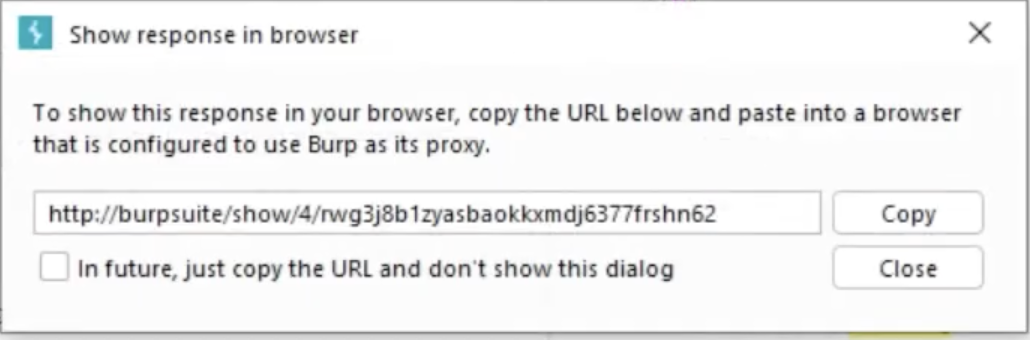 Show response in browser
To show this response in your browser, copy the URL below and paste into a browser
that is configured to use Burp as its proxy.
http://burpsuite/show/4/rwg3j8b1zyasbaokkxmdj6377frshn62
Copy
In future, just copy the URL and don't show this dialog
Close